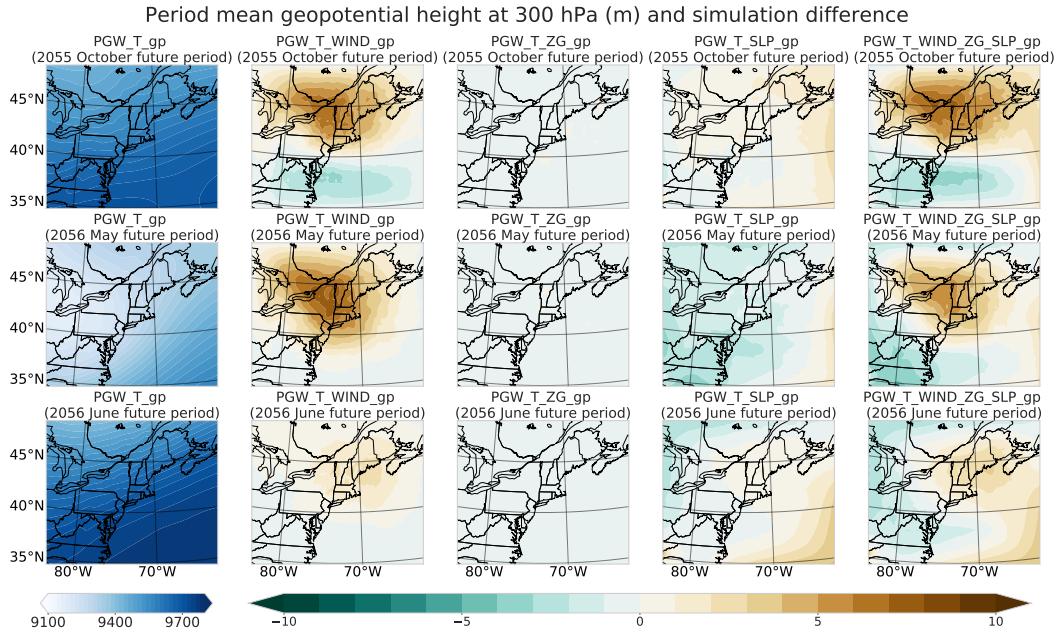 Period mean geopotential height at 300 hPa (m) and simulation difference
PGW_T_gp
(2055 October future period)
PGW_T_WIND_gp
(2055 October future period)
PGW_T_ZG_gp
(2055 October future period)
PGW_T_SLP_gp
(2055 October future period)
PGW_T_WIND_ZG_SLP_gp
(2055 October future period)
45°N
40°N
35°N
PGW_T_gp
(2056 May future period)
PGW_T_WIND_gp
(2056 May future period)
PGW_T_ZG_gp
(2056 May future period)
PGW_T_SLP_gp
(2056 May future period)
PGW_T_WIND_ZG_SLP_gp
(2056 May future period)
45°N
40°N
35°N
PGW_T_gp
(2056 June future period)
PGW_T_WIND_gp
(2056 June future period)
PGW_T_ZG_gp
(2056 June future period)
PGW_T_SLP_gp
(2056 June future period)
PGW_T_WIND_ZG_SLP_gp
(2056 June future period)
45°N
40°N
35°N
80°W 70°W 80°W 70°W 80°W 70°W 80°W 70°W 80°W 70°W
9100 9400 9700
−10 −5 0 5 10